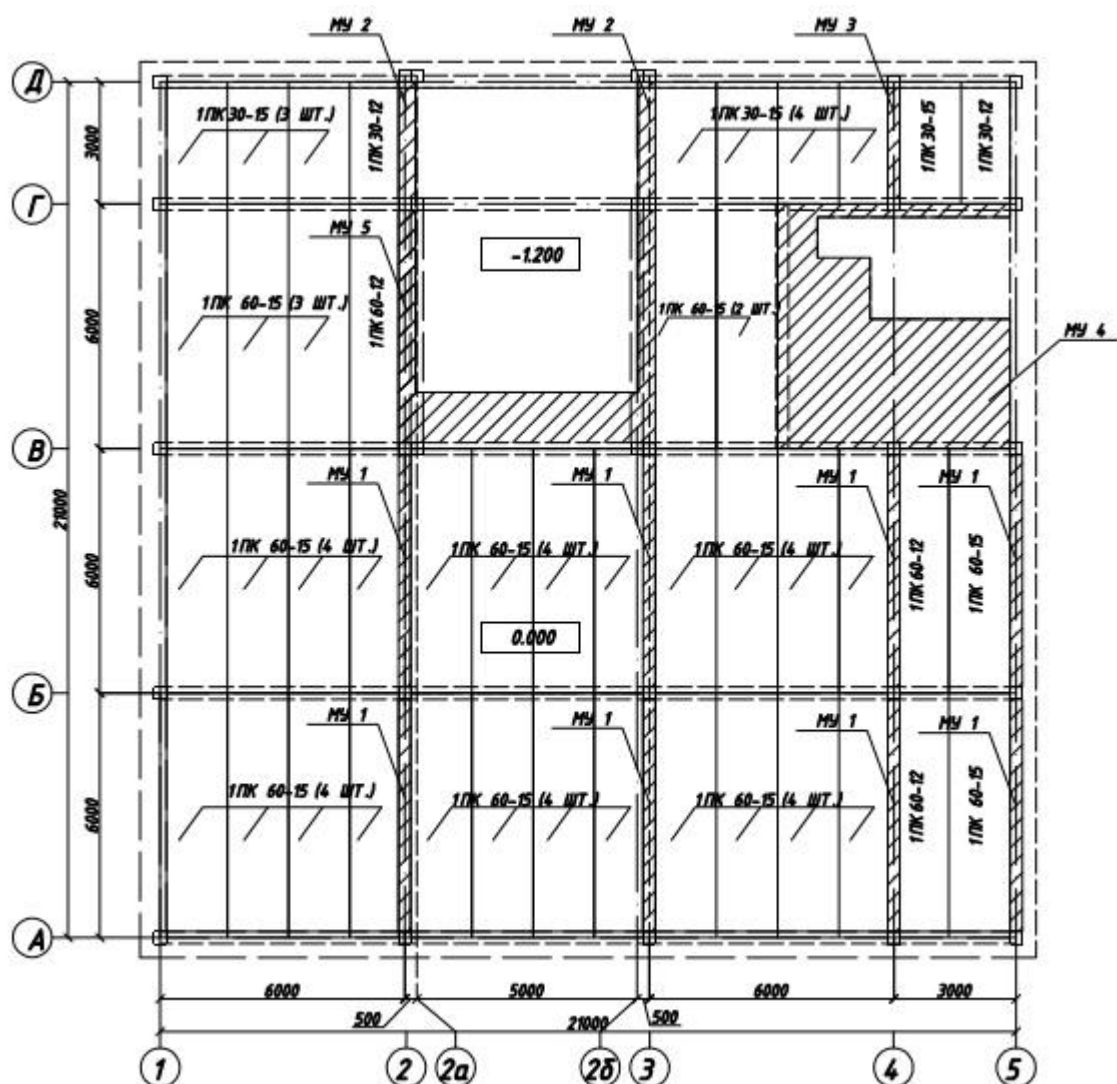 МУ 2
МУ 2
МУ 3
Д
1ПК 30-15 (3 ШТ.)
1ПК 30-12
1ПК 30-15 (4 ШТ.)
1ПК 30-15
1ПК 30-12
3000
Г
МУ 5
-1.200
1ПК 60-15 (3 ШТ.)
1ПК 60-12
1ПК 60-15 (2 ШТ.)
МУ 4
6000
В
МУ 1
МУ 1
МУ 1
МУ 1
21000
1ПК 60-15 (4 ШТ.)
1ПК 60-15 (4 ШТ.)
1ПК 60-15 (4 ШТ.)
1ПК 60-12
1ПК 60-15
6000
0.000
Б
МУ 1
МУ 1
МУ 1
МУ 1
1ПК 60-15 (4 ШТ.)
1ПК 60-15 (4 ШТ.)
1ПК 60-15 (4 ШТ.)
1ПК 60-12
1ПК 60-15
6000
А
6000
5000
6000
3000
500
21000
500
1
2
2а
2б
3
4
5